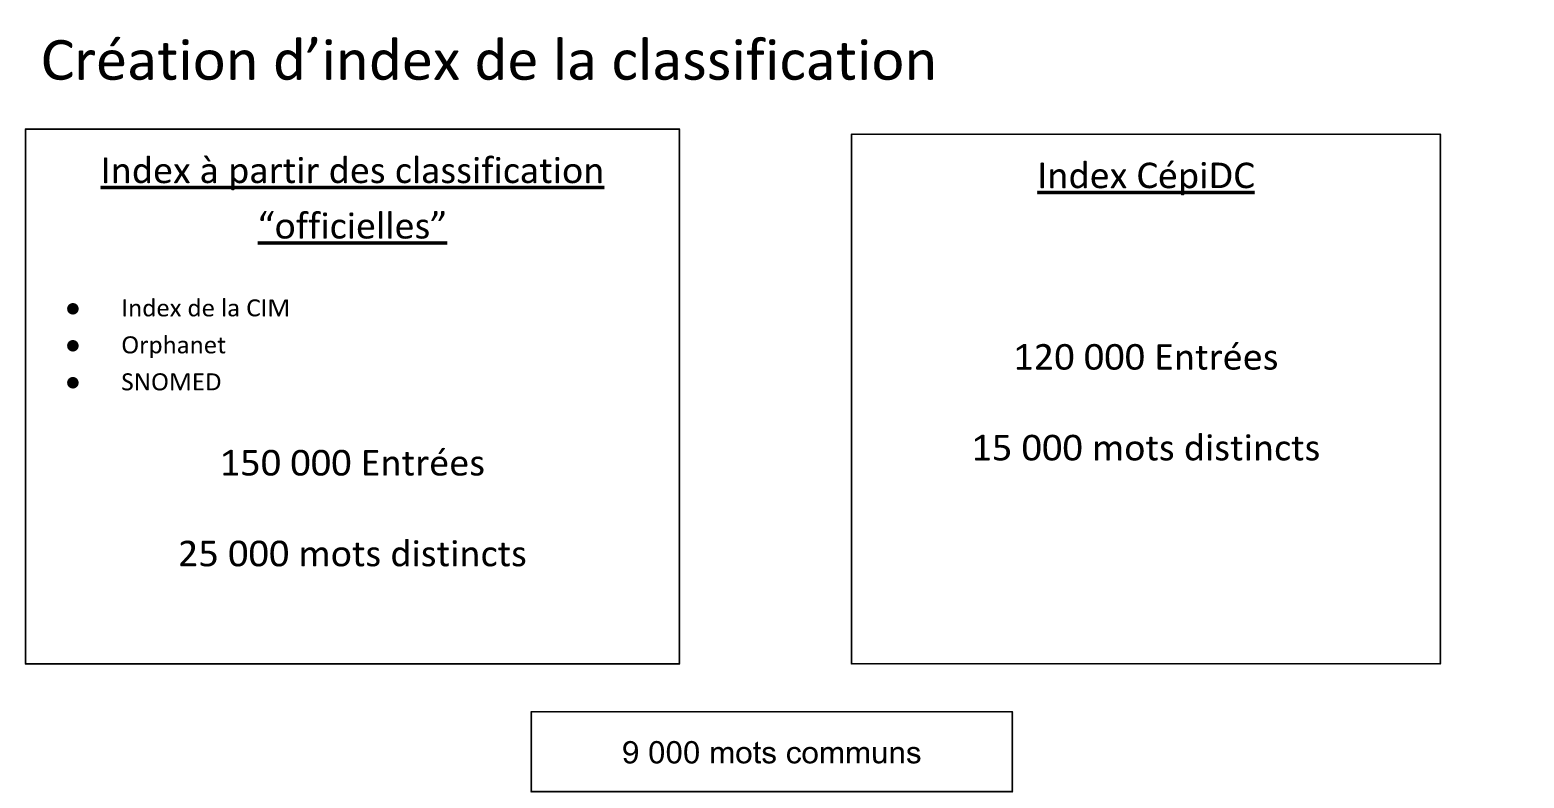 Création d’index de la classification
Index à partir des classification
“officielles”
● Index de la CIM
● Orphanet
● SNOMED
150 000 Entrées
25 000 mots distincts
Index CépiDC
120 000 Entrées
15 000 mots distincts
9 000 mots communs